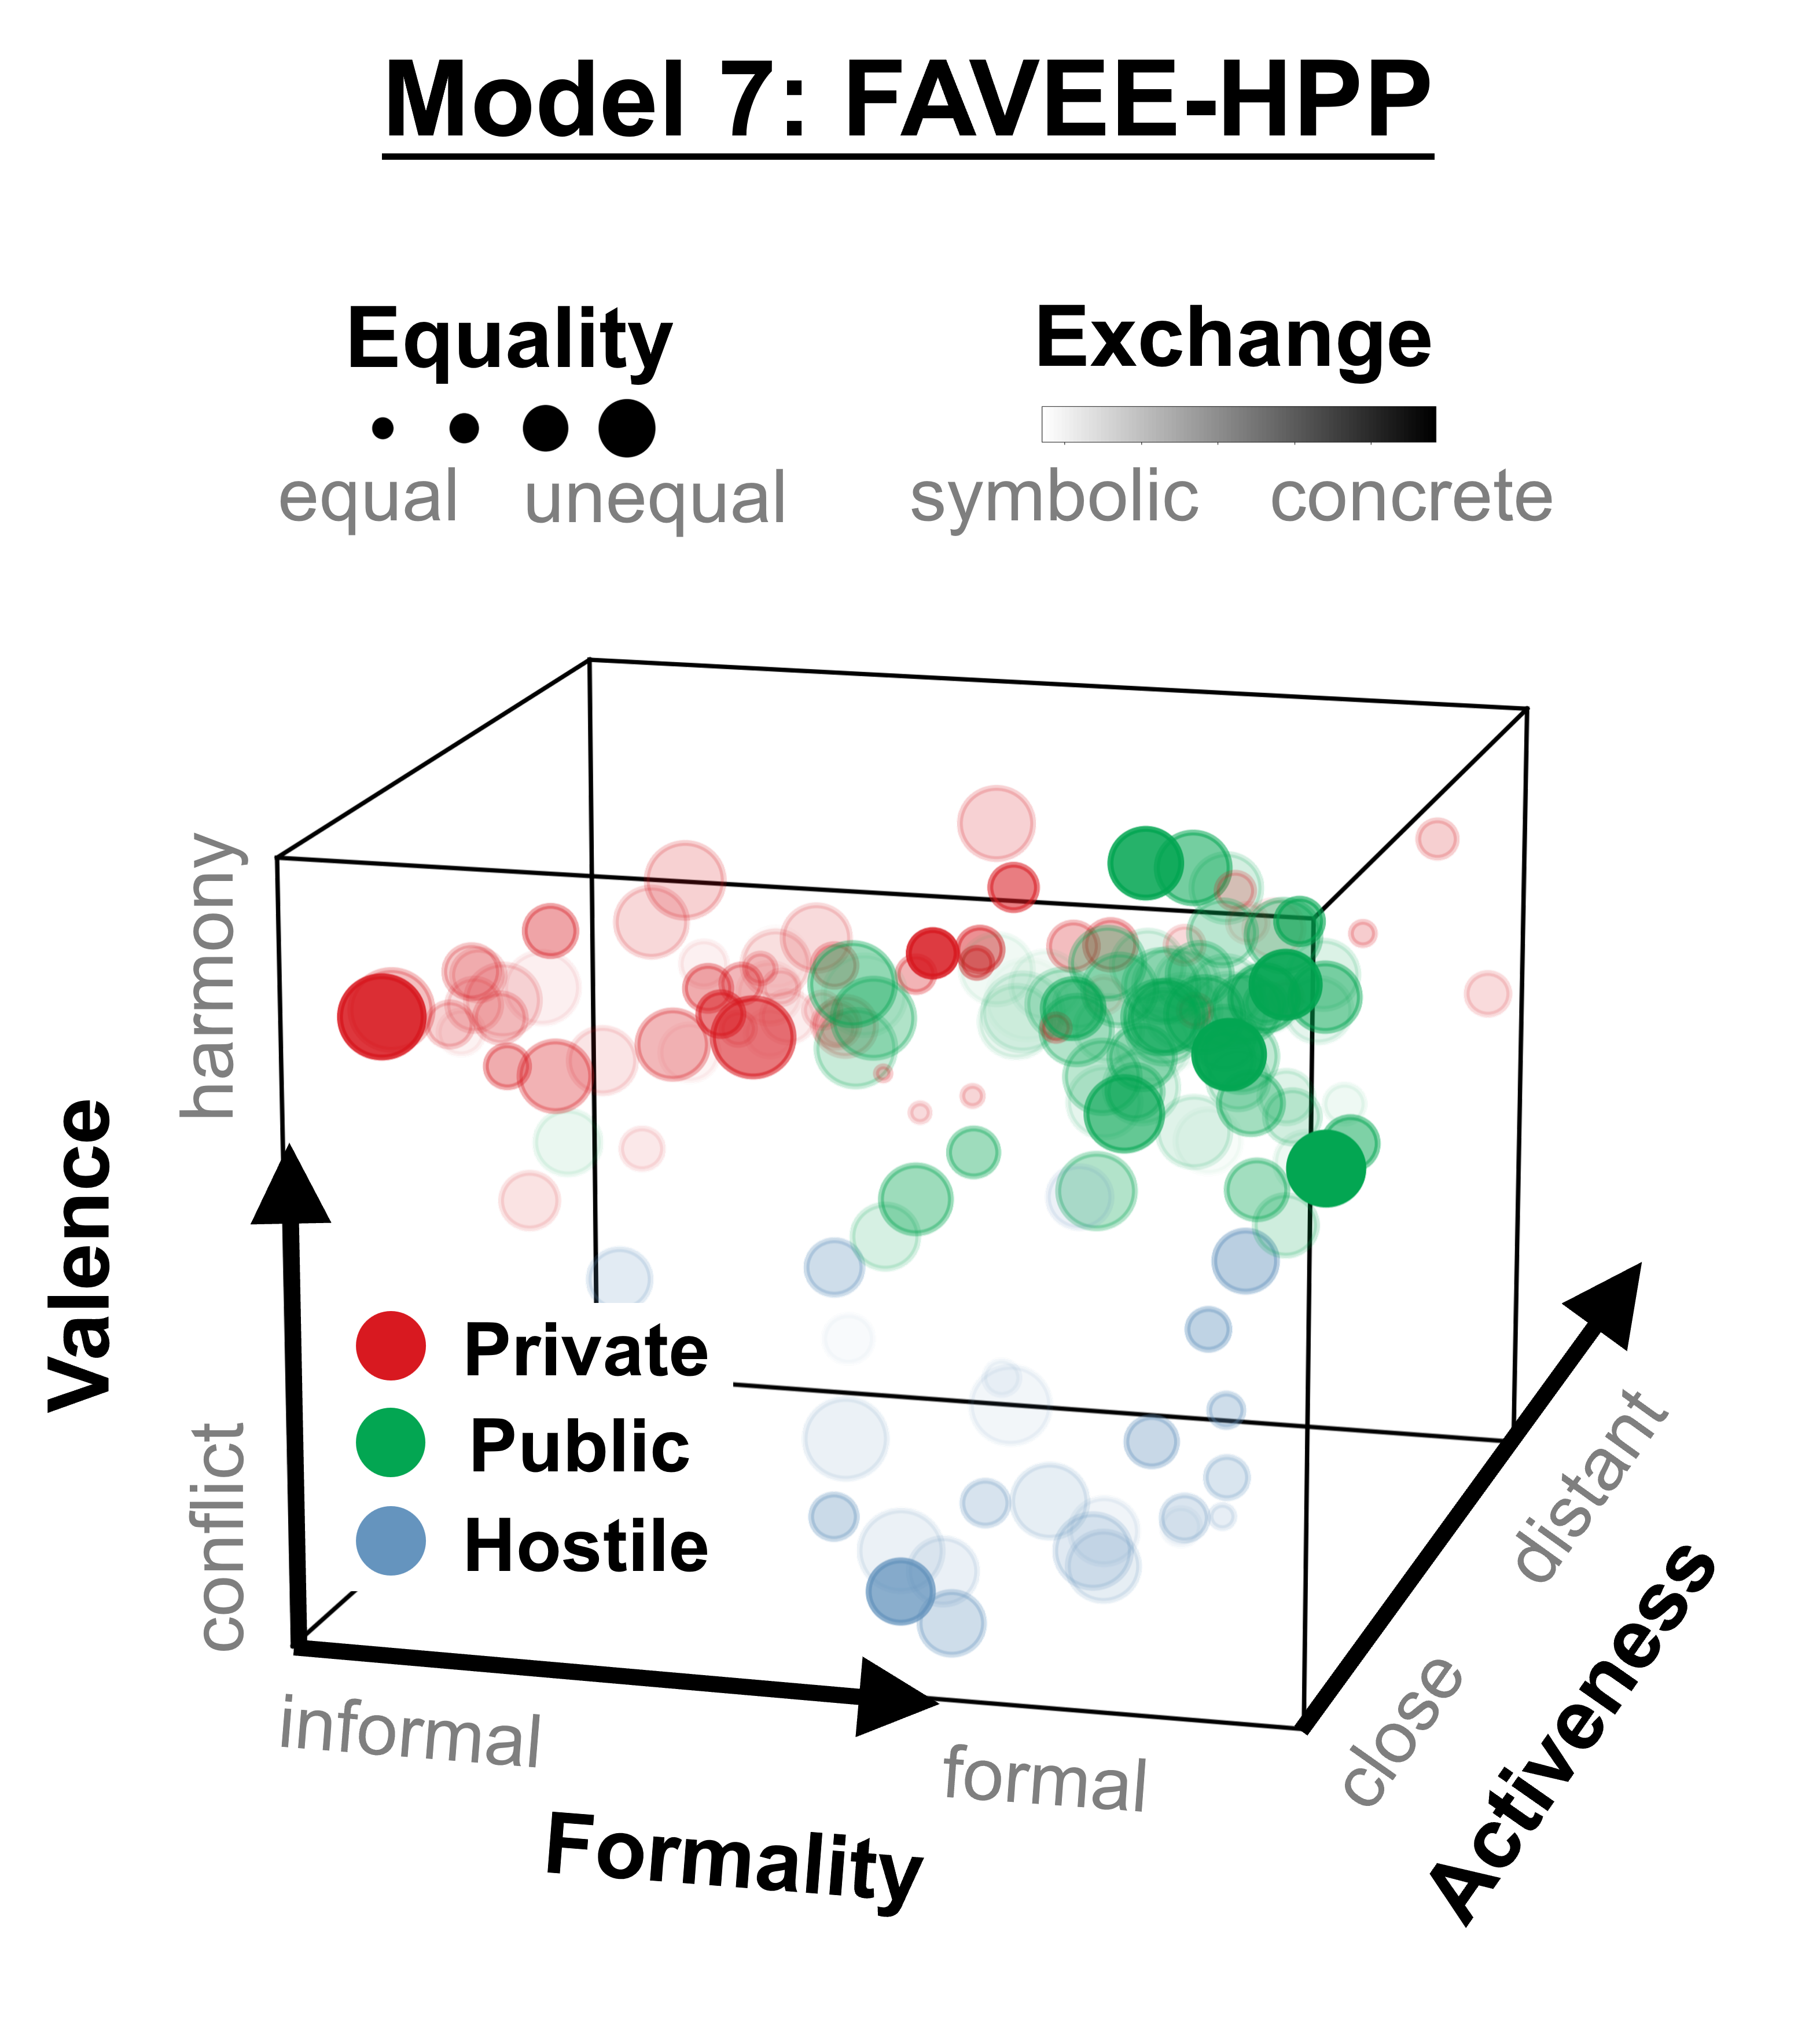 Model 7: FAVEE-HPP
Equality
Exchange
equal
unequal
symbolic
concrete
harmony
Valence
conflict
Private
Public
Hostile
informal
formal
Formality
close
distant
Activeness